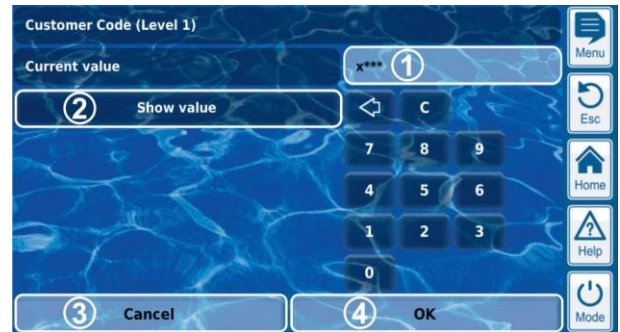 Customer Code (Level 1)
Menu
Current value
x***
1
2
Show value
C
Esc
7 8 9
4 5 6
Home
1 2 3
Help
0
3
Cancel
4
OK
Mode